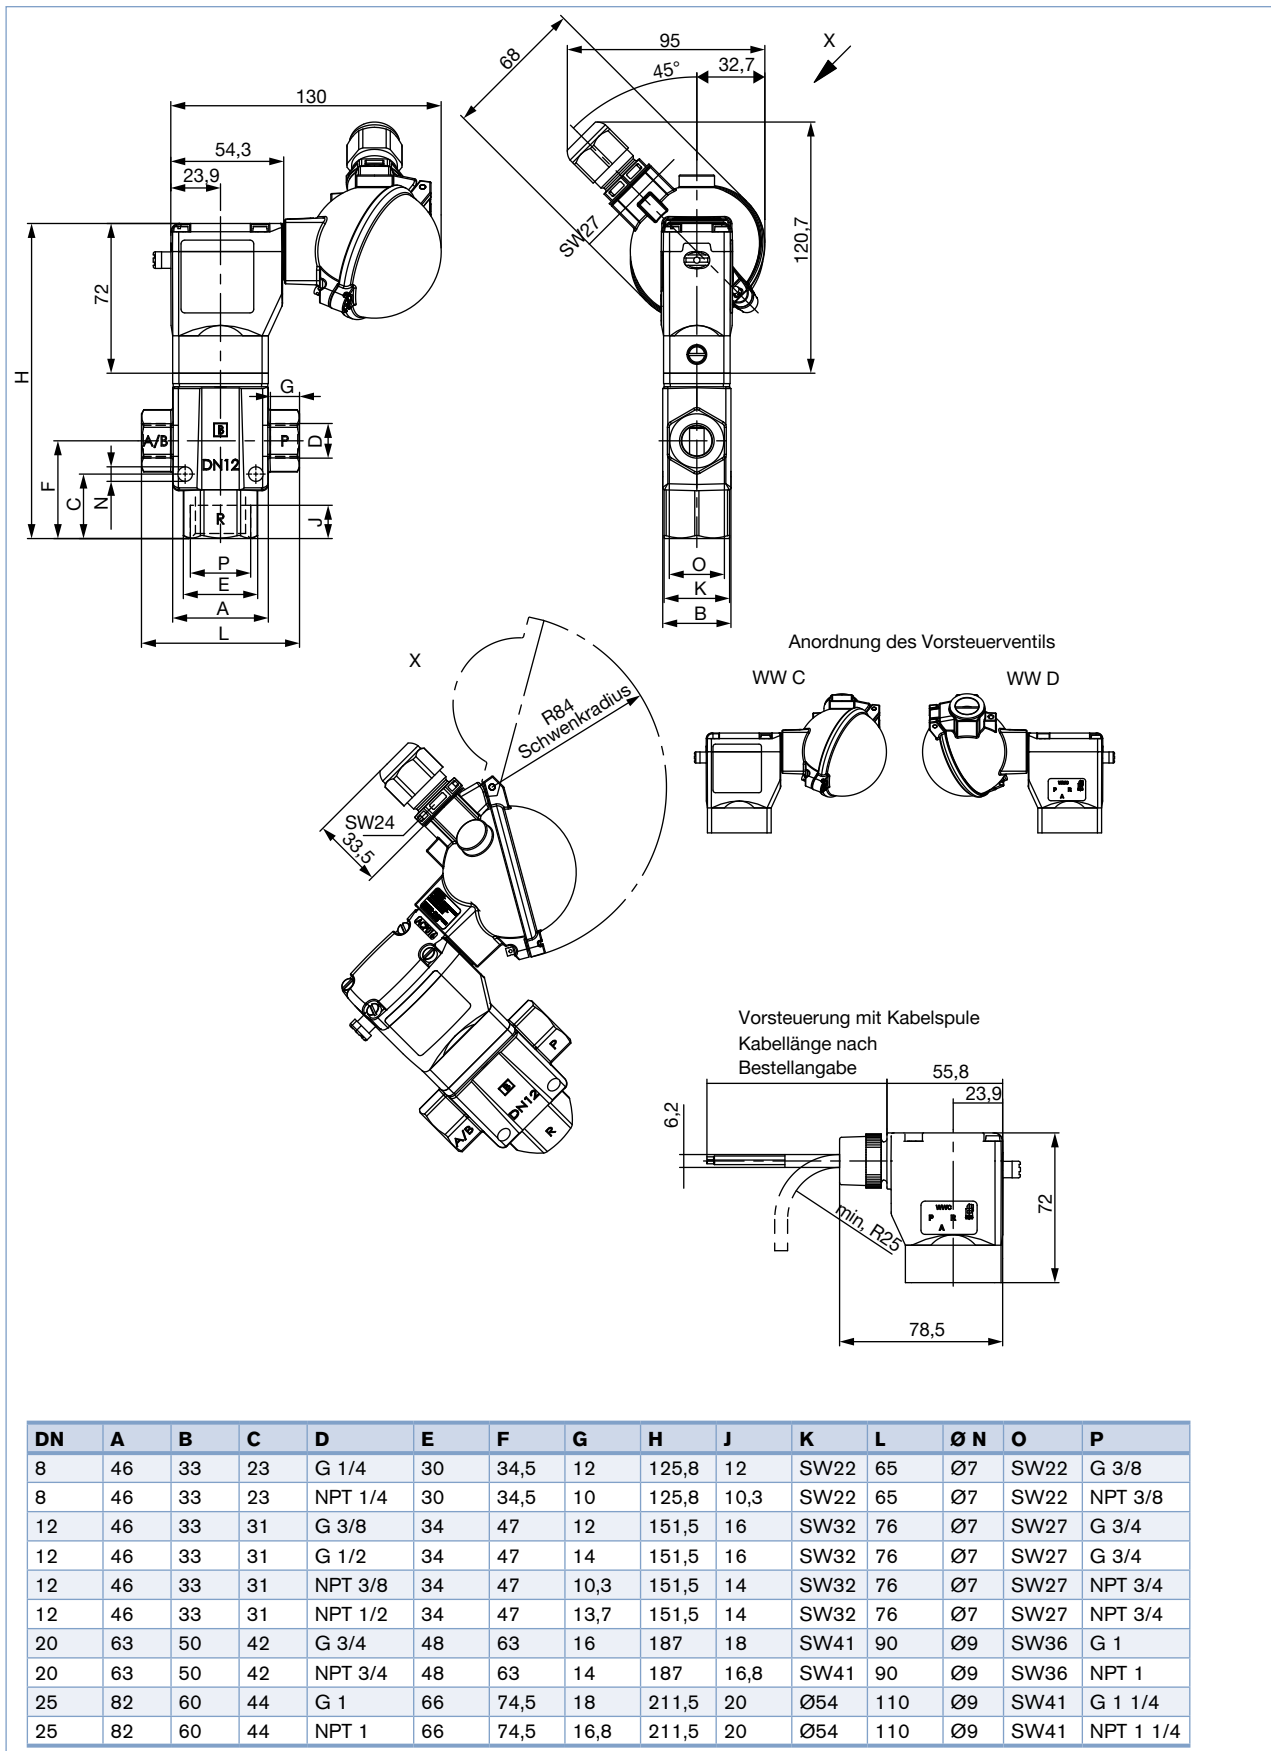 130
54,3
23,9
72
H
G
A/B
B
P
D
DN12
F
C
N
R
J
P
E
A
L
68
95
45°
32,7
X
SW27
120,7
O
K
B
X
R84
Schwenkradius
SW24
33,5
P
B
DN12
A/B
R
Anordnung des Vorsteuerventils
WW C
WW D
P R
A
Vorsteuerung mit Kabelspule
Kabellänge nach
Bestellangabe
55,8
23,9
6,2
min. R25
P R
A
72
78,5
DN A B C D E F G H J K L Ø N O P
8 46 33 23 G 1/4 30 34,5 12 125,8 12 SW22 65 Ø7 SW22 G 3/8
8 46 33 23 NPT 1/4 30 34,5 10 125,8 10,3 SW22 65 Ø7 SW22 NPT 3/8
12 46 33 31 G 3/8 34 47 12 151,5 16 SW32 76 Ø7 SW27 G 3/4
12 46 33 31 G 1/2 34 47 14 151,5 16 SW32 76 Ø7 SW27 G 3/4
12 46 33 31 NPT 3/8 34 47 10,3 151,5 14 SW32 76 Ø7 SW27 NPT 3/4
12 46 33 31 NPT 1/2 34 47 13,7 151,5 14 SW32 76 Ø7 SW27 NPT 3/4
20 63 50 42 G 3/4 48 63 16 187 18 SW41 90 Ø9 SW36 G 1
20 63 50 42 NPT 3/4 48 63 14 187 16,8 SW41 90 Ø9 SW36 NPT 1
25 82 60 44 G 1 66 74,5 18 211,5 20 Ø54 110 Ø9 SW41 G 1 1/4
25 82 60 44 NPT 1 66 74,5 16,8 211,5 20 Ø54 110 Ø9 SW41 NPT 1 1/4